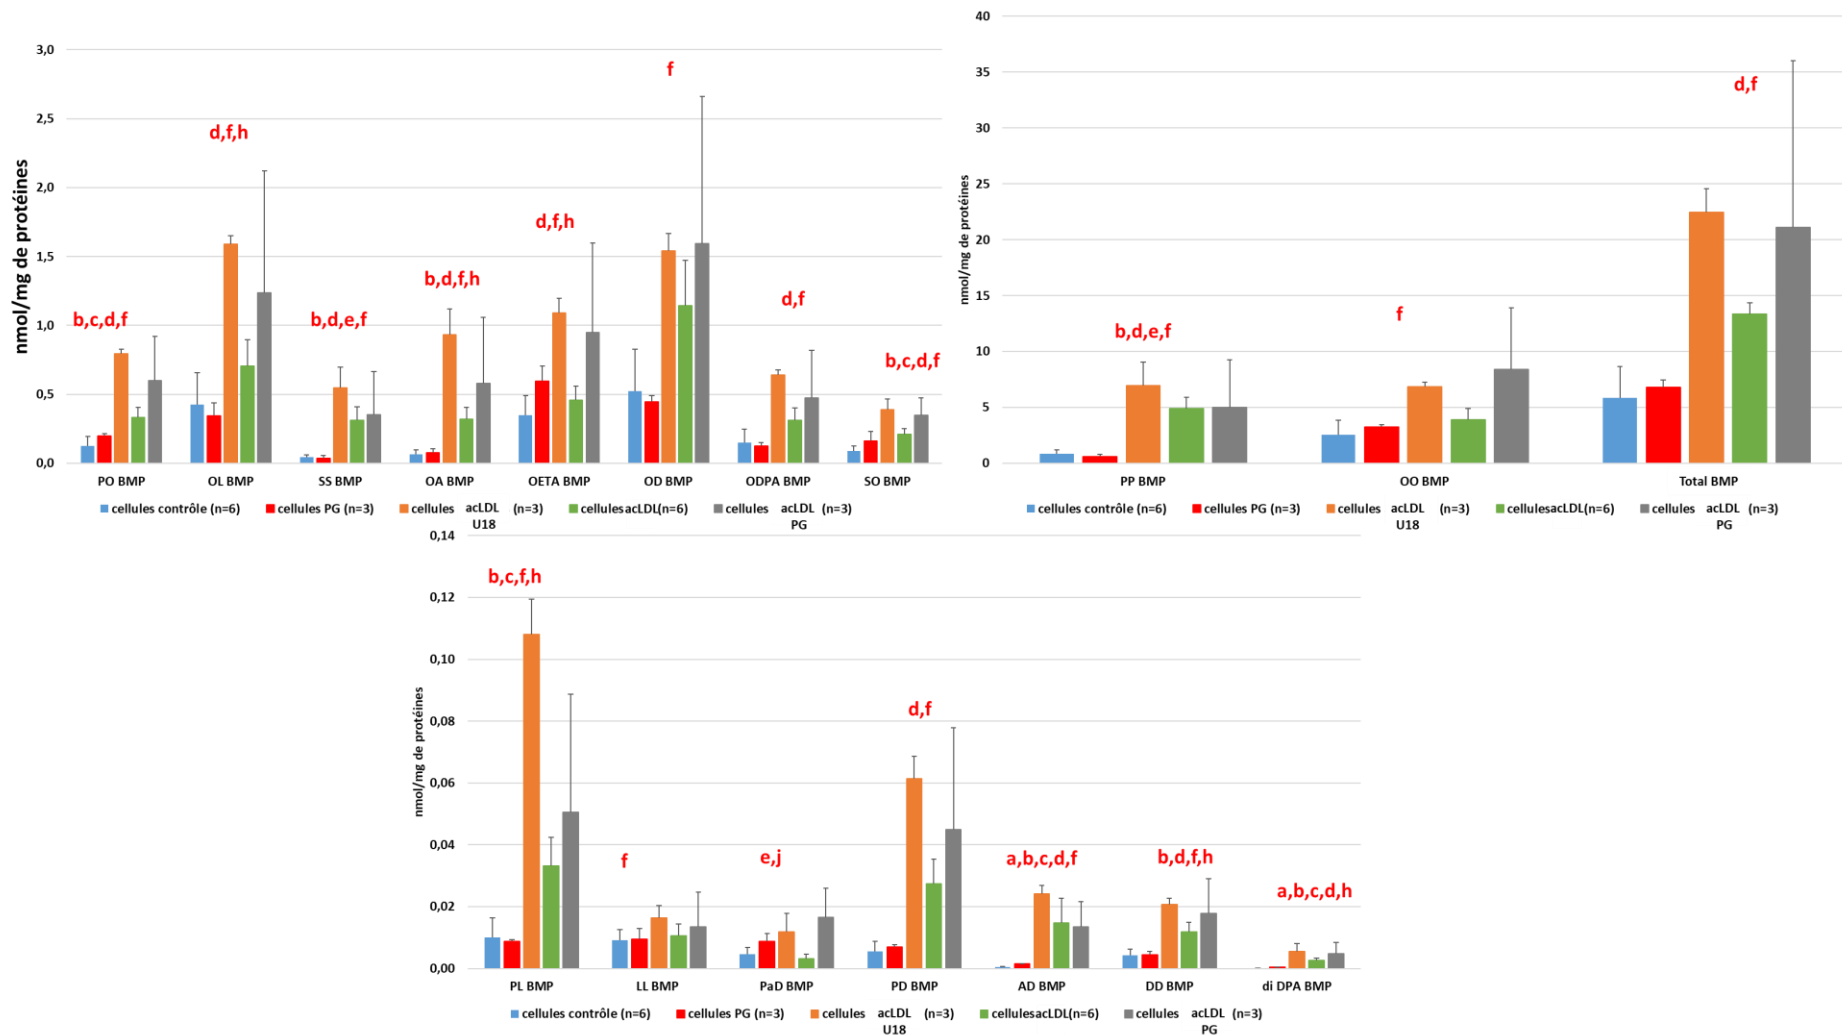 nmol/mg de protéines
3,0
2,5
2,0
1,5
1,0
0,5
0,0
b,c,d,f
d,f,h
b,d,e,f
b,d,f,h
d,f,h
f
d,f
b,c,d,f
PO BMP OL BMP SS BMP OA BMP OETA BMP OD BMP ODPA BMP SO BMP
cellules contrôle (n=6) cellules PG (n=3) cellules acLDL (n=3) cellulesacLDL(n=6) cellules acLDL (n=3)
U18 PG
nmol/mg de protéines
40
35
30
25
20
15
10
5
0
b,d,e,f
f
d,f
PP BMP OO BMP Total BMP
cellules contrôle (n=6) cellules PG (n=3) cellules acLDL (n=3) cellulesacLDL(n=6) cellules acLDL (n=3)
U18 PG
nmol/mg de protéines
0,14
0,12
0,10
0,08
0,06
0,04
0,02
0,00
b,c,f,h
f
e,j
d,f
a,b,c,d,f
b,d,f,h
a,b,c,d,h
PL BMP LL BMP PaD BMP PD BMP AD BMP DD BMP di DPA BMP
cellules contrôle (n=6) cellules PG (n=3) cellules acLDL (n=3) cellulesacLDL(n=6) cellules acLDL (n=3)
U18 PG